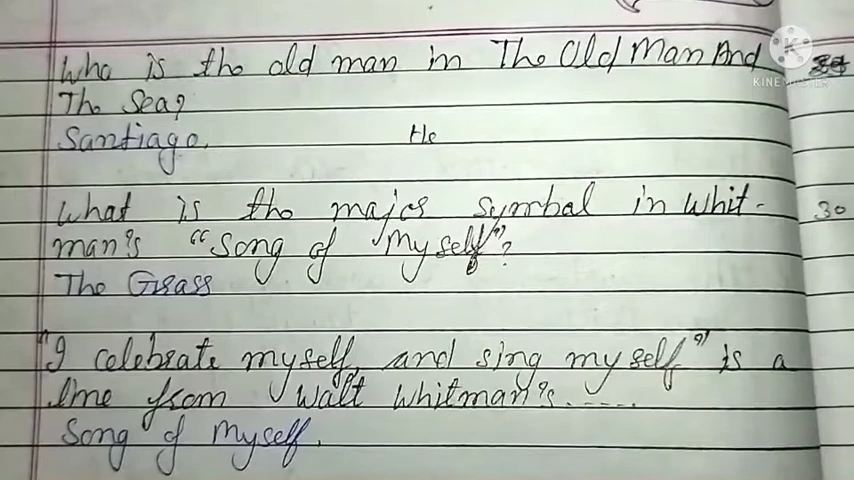 Who is the old man in The Old Man And
The Sea?
Santiago. He
What is the major symbol in Whit-
man's "Song of Myself"?
30
The Grass
"I celebrate myself, and sing myself" is a
line from Walt Whitman's.....
Song of Myself.
KINEMASTER